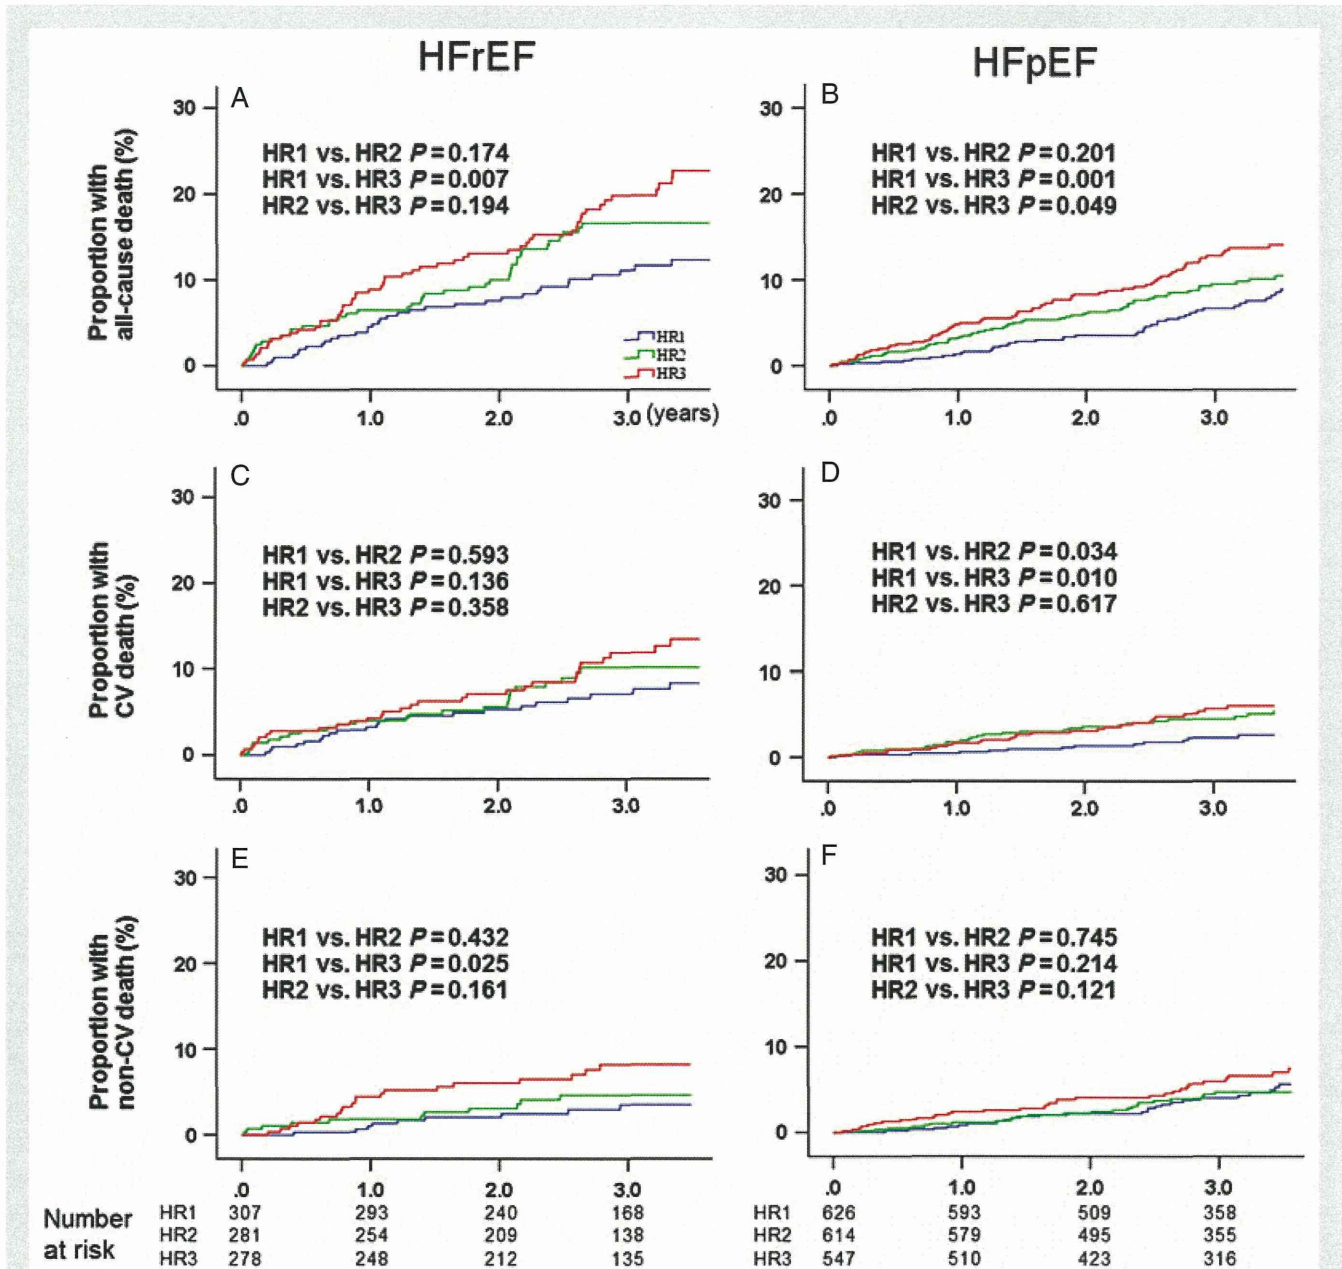 HFrEF
HFpEF
A
30
20
10
0
Proportion with
all-cause death (%)
HR1 vs. HR2 P=0.174
HR1 vs. HR3 P=0.007
HR2 vs. HR3 P=0.194
HR1
HR2
HR3
.0 1.0 2.0 3.0 (years)
B
30
20
10
0
HR1 vs. HR2 P=0.201
HR1 vs. HR3 P=0.001
HR2 vs. HR3 P=0.049
.0 1.0 2.0 3.0
C
30
20
10
0
Proportion with
CV death (%)
HR1 vs. HR2 P=0.593
HR1 vs. HR3 P=0.136
HR2 vs. HR3 P=0.358
.0 1.0 2.0 3.0
D
30
20
10
0
HR1 vs. HR2 P=0.034
HR1 vs. HR3 P=0.010
HR2 vs. HR3 P=0.617
.0 1.0 2.0 3.0
E
30
20
10
0
Proportion with
non-CV death (%)
HR1 vs. HR2 P=0.432
HR1 vs. HR3 P=0.025
HR2 vs. HR3 P=0.161
.0 1.0 2.0 3.0
F
30
20
10
0
HR1 vs. HR2 P=0.745
HR1 vs. HR3 P=0.214
HR2 vs. HR3 P=0.121
.0 1.0 2.0 3.0
Number
at risk
HR1 307 293 240 168
HR2 281 254 209 138
HR3 278 248 212 135
HR1 626 593 509 358
HR2 614 579 495 355
HR3 547 510 423 316